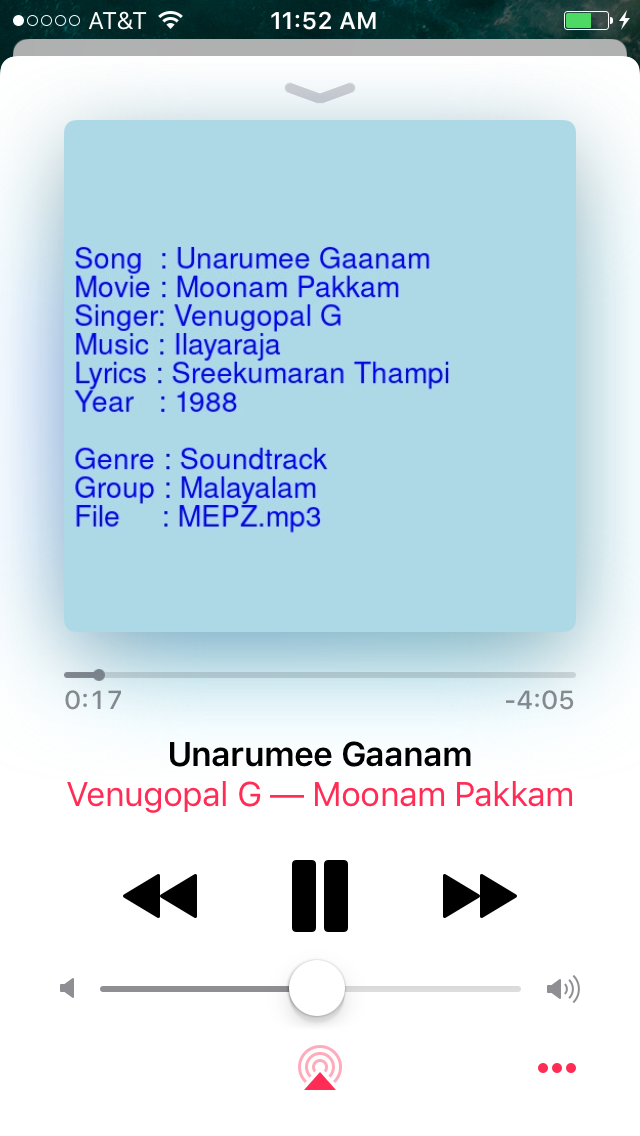 AT&T 11:52 AM
Song : Unarumee Gaanam
Movie : Moonam Pakkam
Singer: Venugopal G
Music : Ilayaraja
Lyrics : Sreekumaran Thampi
Year : 1988
Genre : Soundtrack
Group : Malayalam
File : MEPZ.mp3
0:17 -4:05
Unarumee Gaanam
Venugopal G — Moonam Pakkam